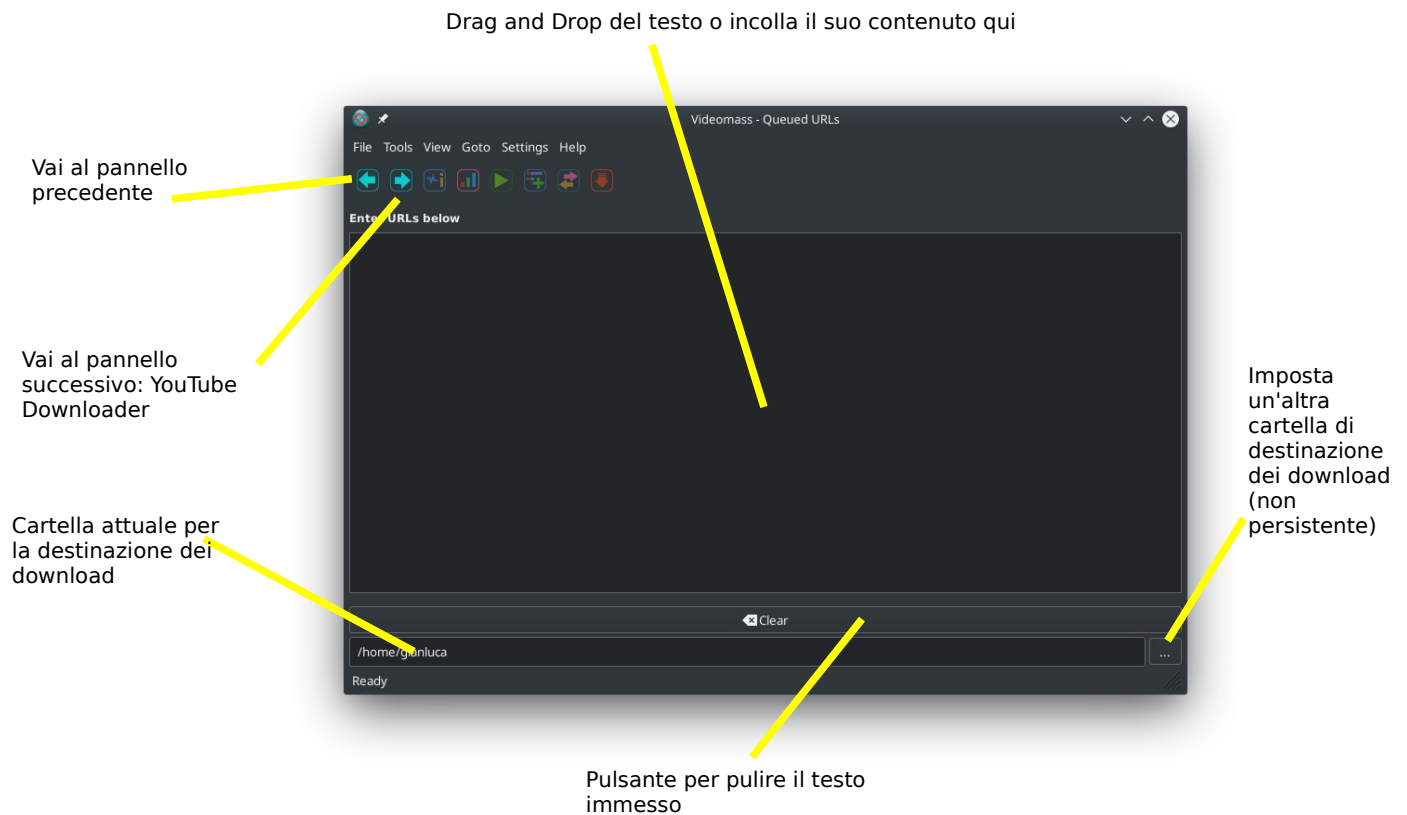 Drag and Drop del testo o incolla il suo contenuto qui
Videomass - Queued URLs
File Tools View Goto Settings Help
Vai al pannello
precedente
Enter URLs below
Vai al pannello
successivo: YouTube
Downloader
Imposta
un'altra
cartella di
destinazione
dei download
(non
persistente)
Cartella attuale per
la destinazione dei
download
Clear
/home/gianluca
...
Ready
Pulsante per pulire il testo
immesso